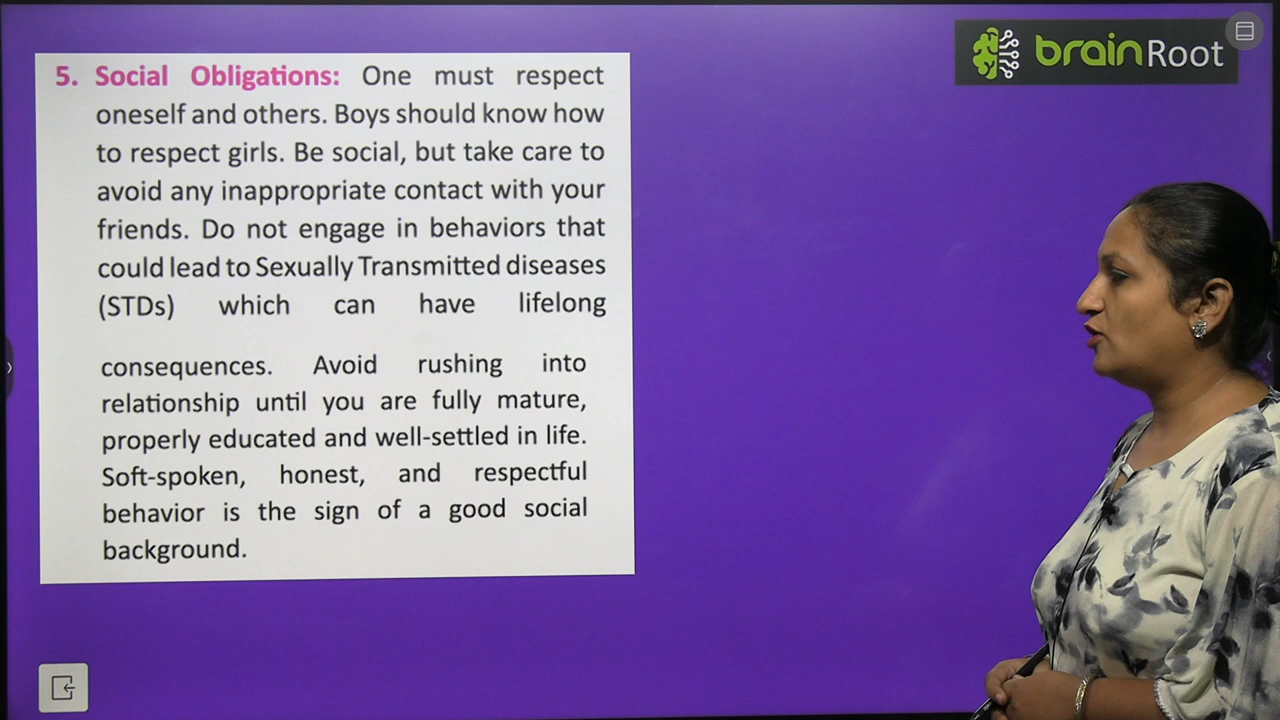 brainRoot
5. Social Obligations: One must respect
oneself and others. Boys should know how
to respect girls. Be social, but take care to
avoid any inappropriate contact with your
friends. Do not engage in behaviors that
could lead to Sexually Transmitted diseases
(STDs) which can have lifelong
consequences. Avoid rushing into
relationship until you are fully mature,
properly educated and well-settled in life.
Soft-spoken, honest, and respectful
behavior is the sign of a good social
background.